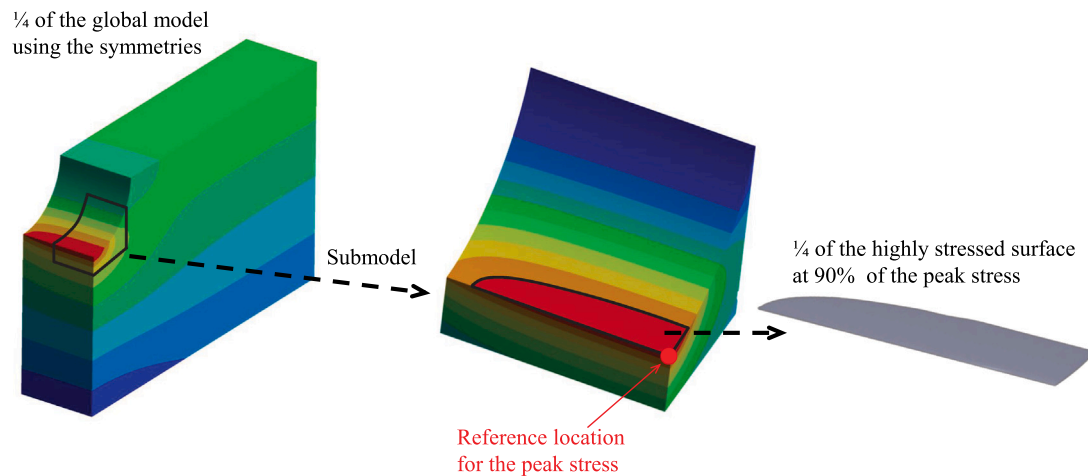 ¼ of the global model
using the symmetries
Submodel
¼ of the highly stressed surface
at 90%  of the peak stress
Reference location
for the peak stress